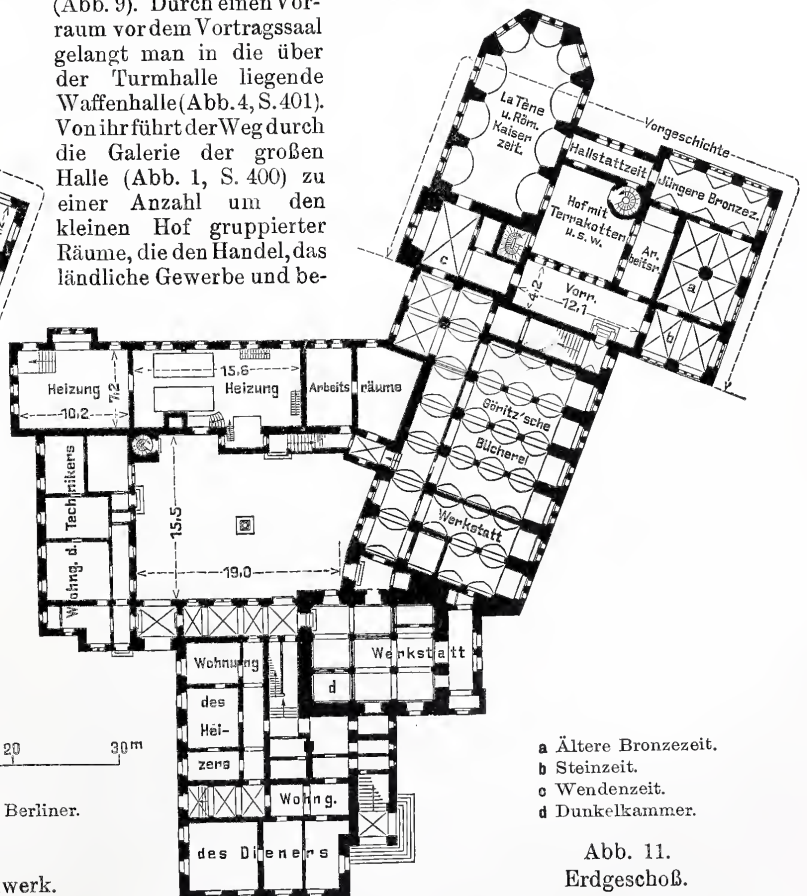 (Abb. 9). Durch einen Vor-
raum vor dem Vortragssaal
gelangt man in die über
der Turmhalle liegende
Waffenhalle (Abb. 4, S. 401).
Von ihr führt der Weg durch
die Galerie der großen
Halle (Abb. 1, S. 400) zu
einer Anzahl um den
kleinen Hof gruppierter
Räume, die den Handel, das
ländliche Gewerbe und be-
La Tène
u. Röm.
Kaiser
zeit.
Vorgeschichte
Hallstattzeit
Jüngere Bronzez.
Hof mit
Terrakotten
u.s.w.
Ar-
beitsr.
a
c
4,2
Vorr.
12,1
b
Heizung
7,2
10,2
15,6
Heizung
Arbeits
räume
Göritz'sche
Bücherei
Werkstatt
Wohng. d. Technikers
15,5
19,0
Werkstatt
d
Wohnung
des
Hei-
zers
Wohng.
des Dieners
20 30 m
Berliner.
werk.
a Ältere Bronzezeit.
b Steinzeit.
c Wendenzeit.
d Dunkelkammer.
Abb. 11.
Erdgeschoß.